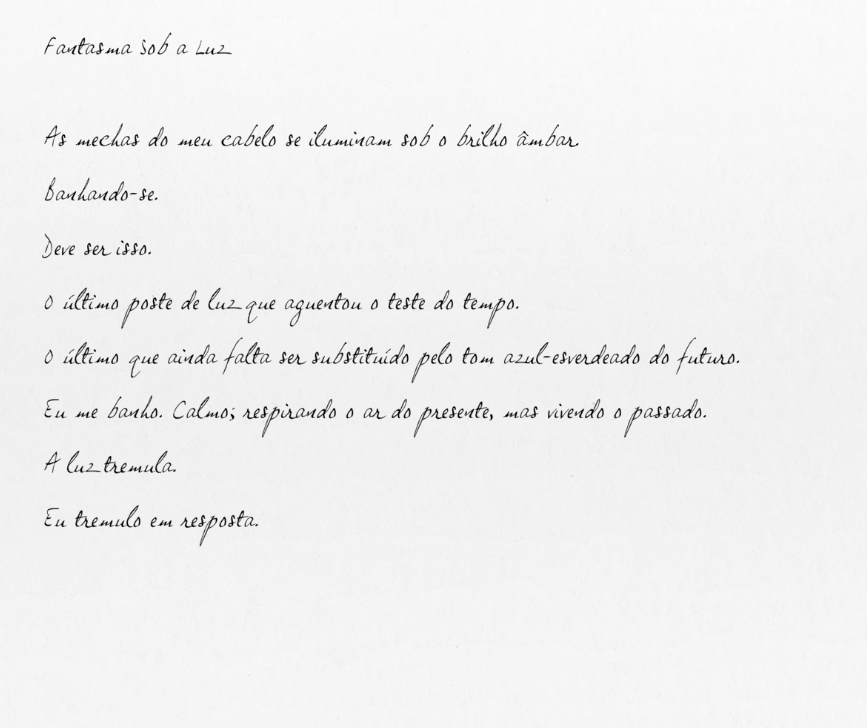 Fantasma Sob a Luz
As mechas do meu cabelo se iluminam sob o brilho âmbar.
Banhando-se.
Deve ser isso.
O último poste de luz que aguentou o teste do tempo.
O último que ainda falta ser substituído pelo tom azul-esverdeado do futuro.
Eu me banho. Calmo; respirando o ar do presente, mas vivendo o passado.
A luz tremula.
Eu tremulo em resposta.